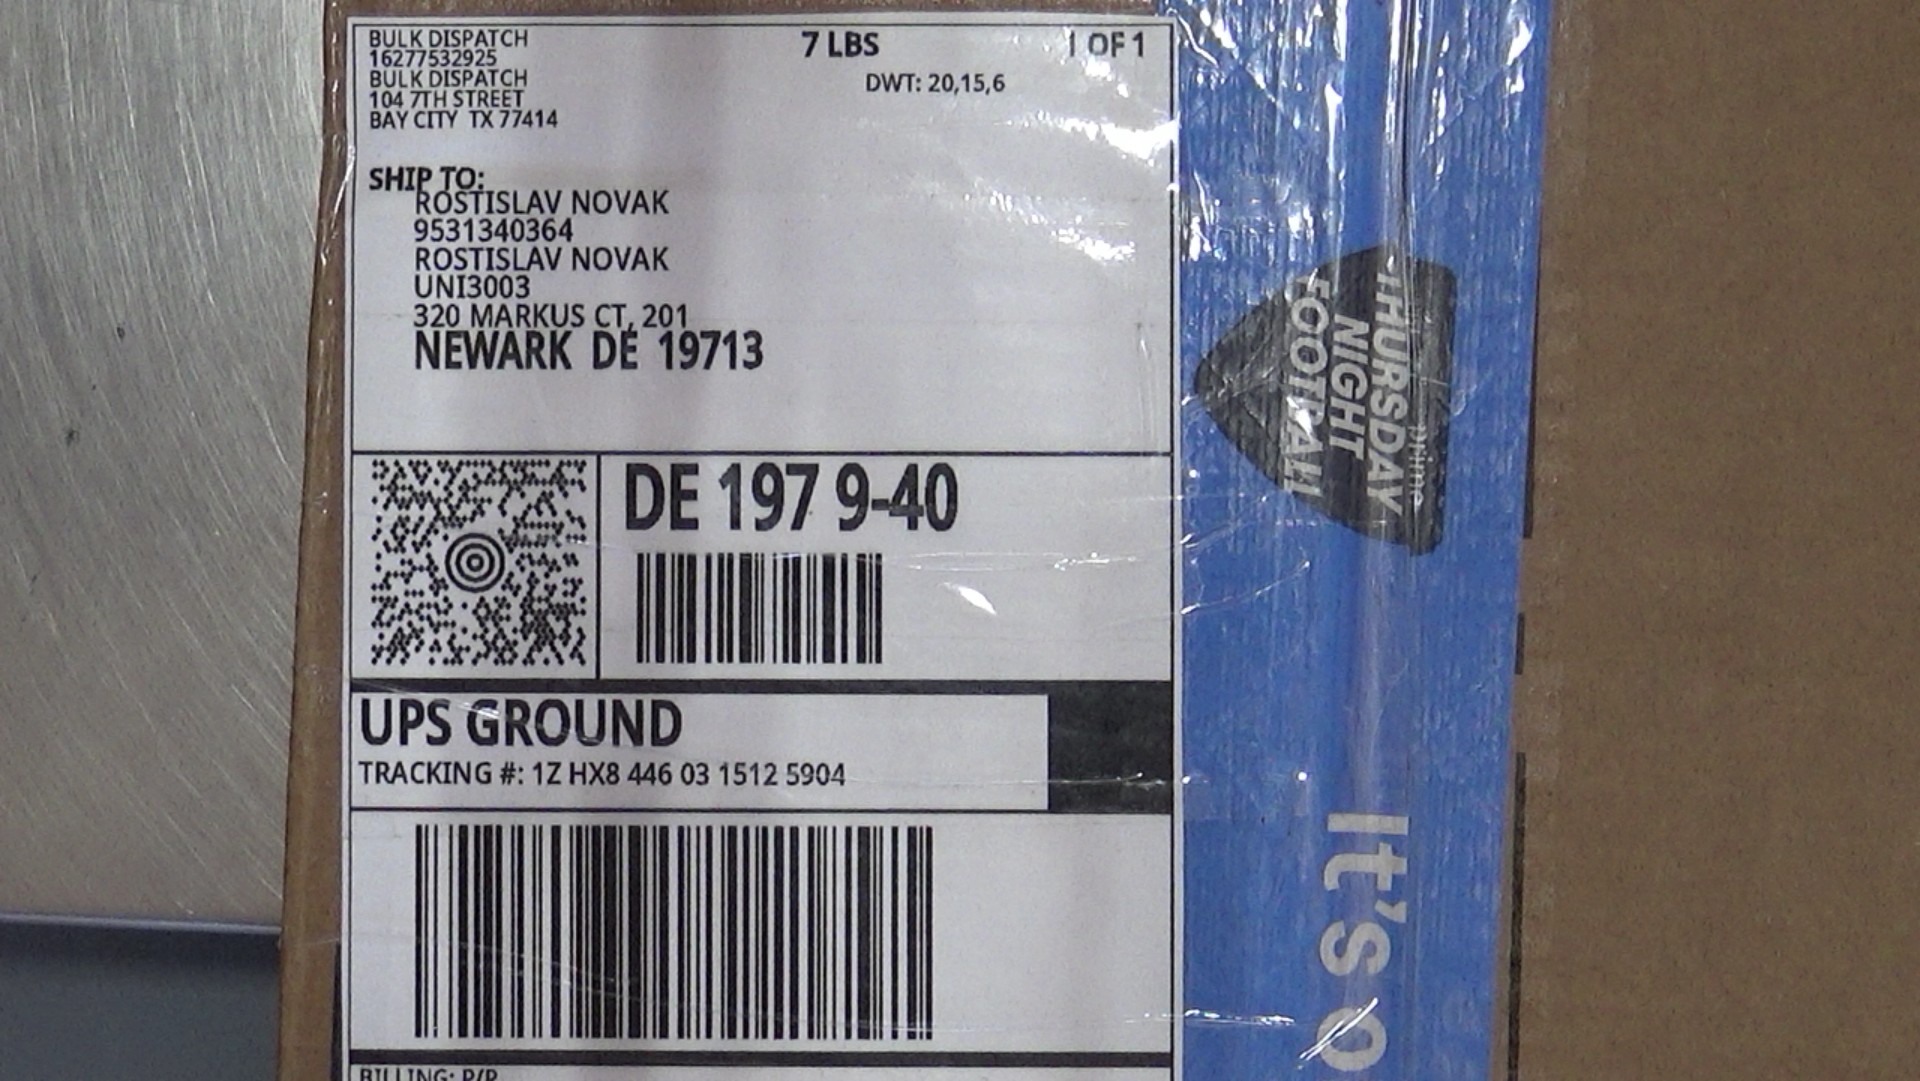 BULK DISPATCH
16277532925
BULK DISPATCH
104 7TH STREET
BAY CITY TX 77414
7 LBS
1 OF 1
DWT: 20,15,6
SHIP TO:
ROSTISLAV NOVAK
9531340364
ROSTISLAV NOVAK
UNI3003
320 MARKUS CT, 201
NEWARK DE 19713
DE 197 9-40
UPS GROUND
TRACKING #: 1Z HX8 446 03 1512 5904
BILLING: P/P
prime
THURSDAY
NIGHT
FOOTBALL
It's o